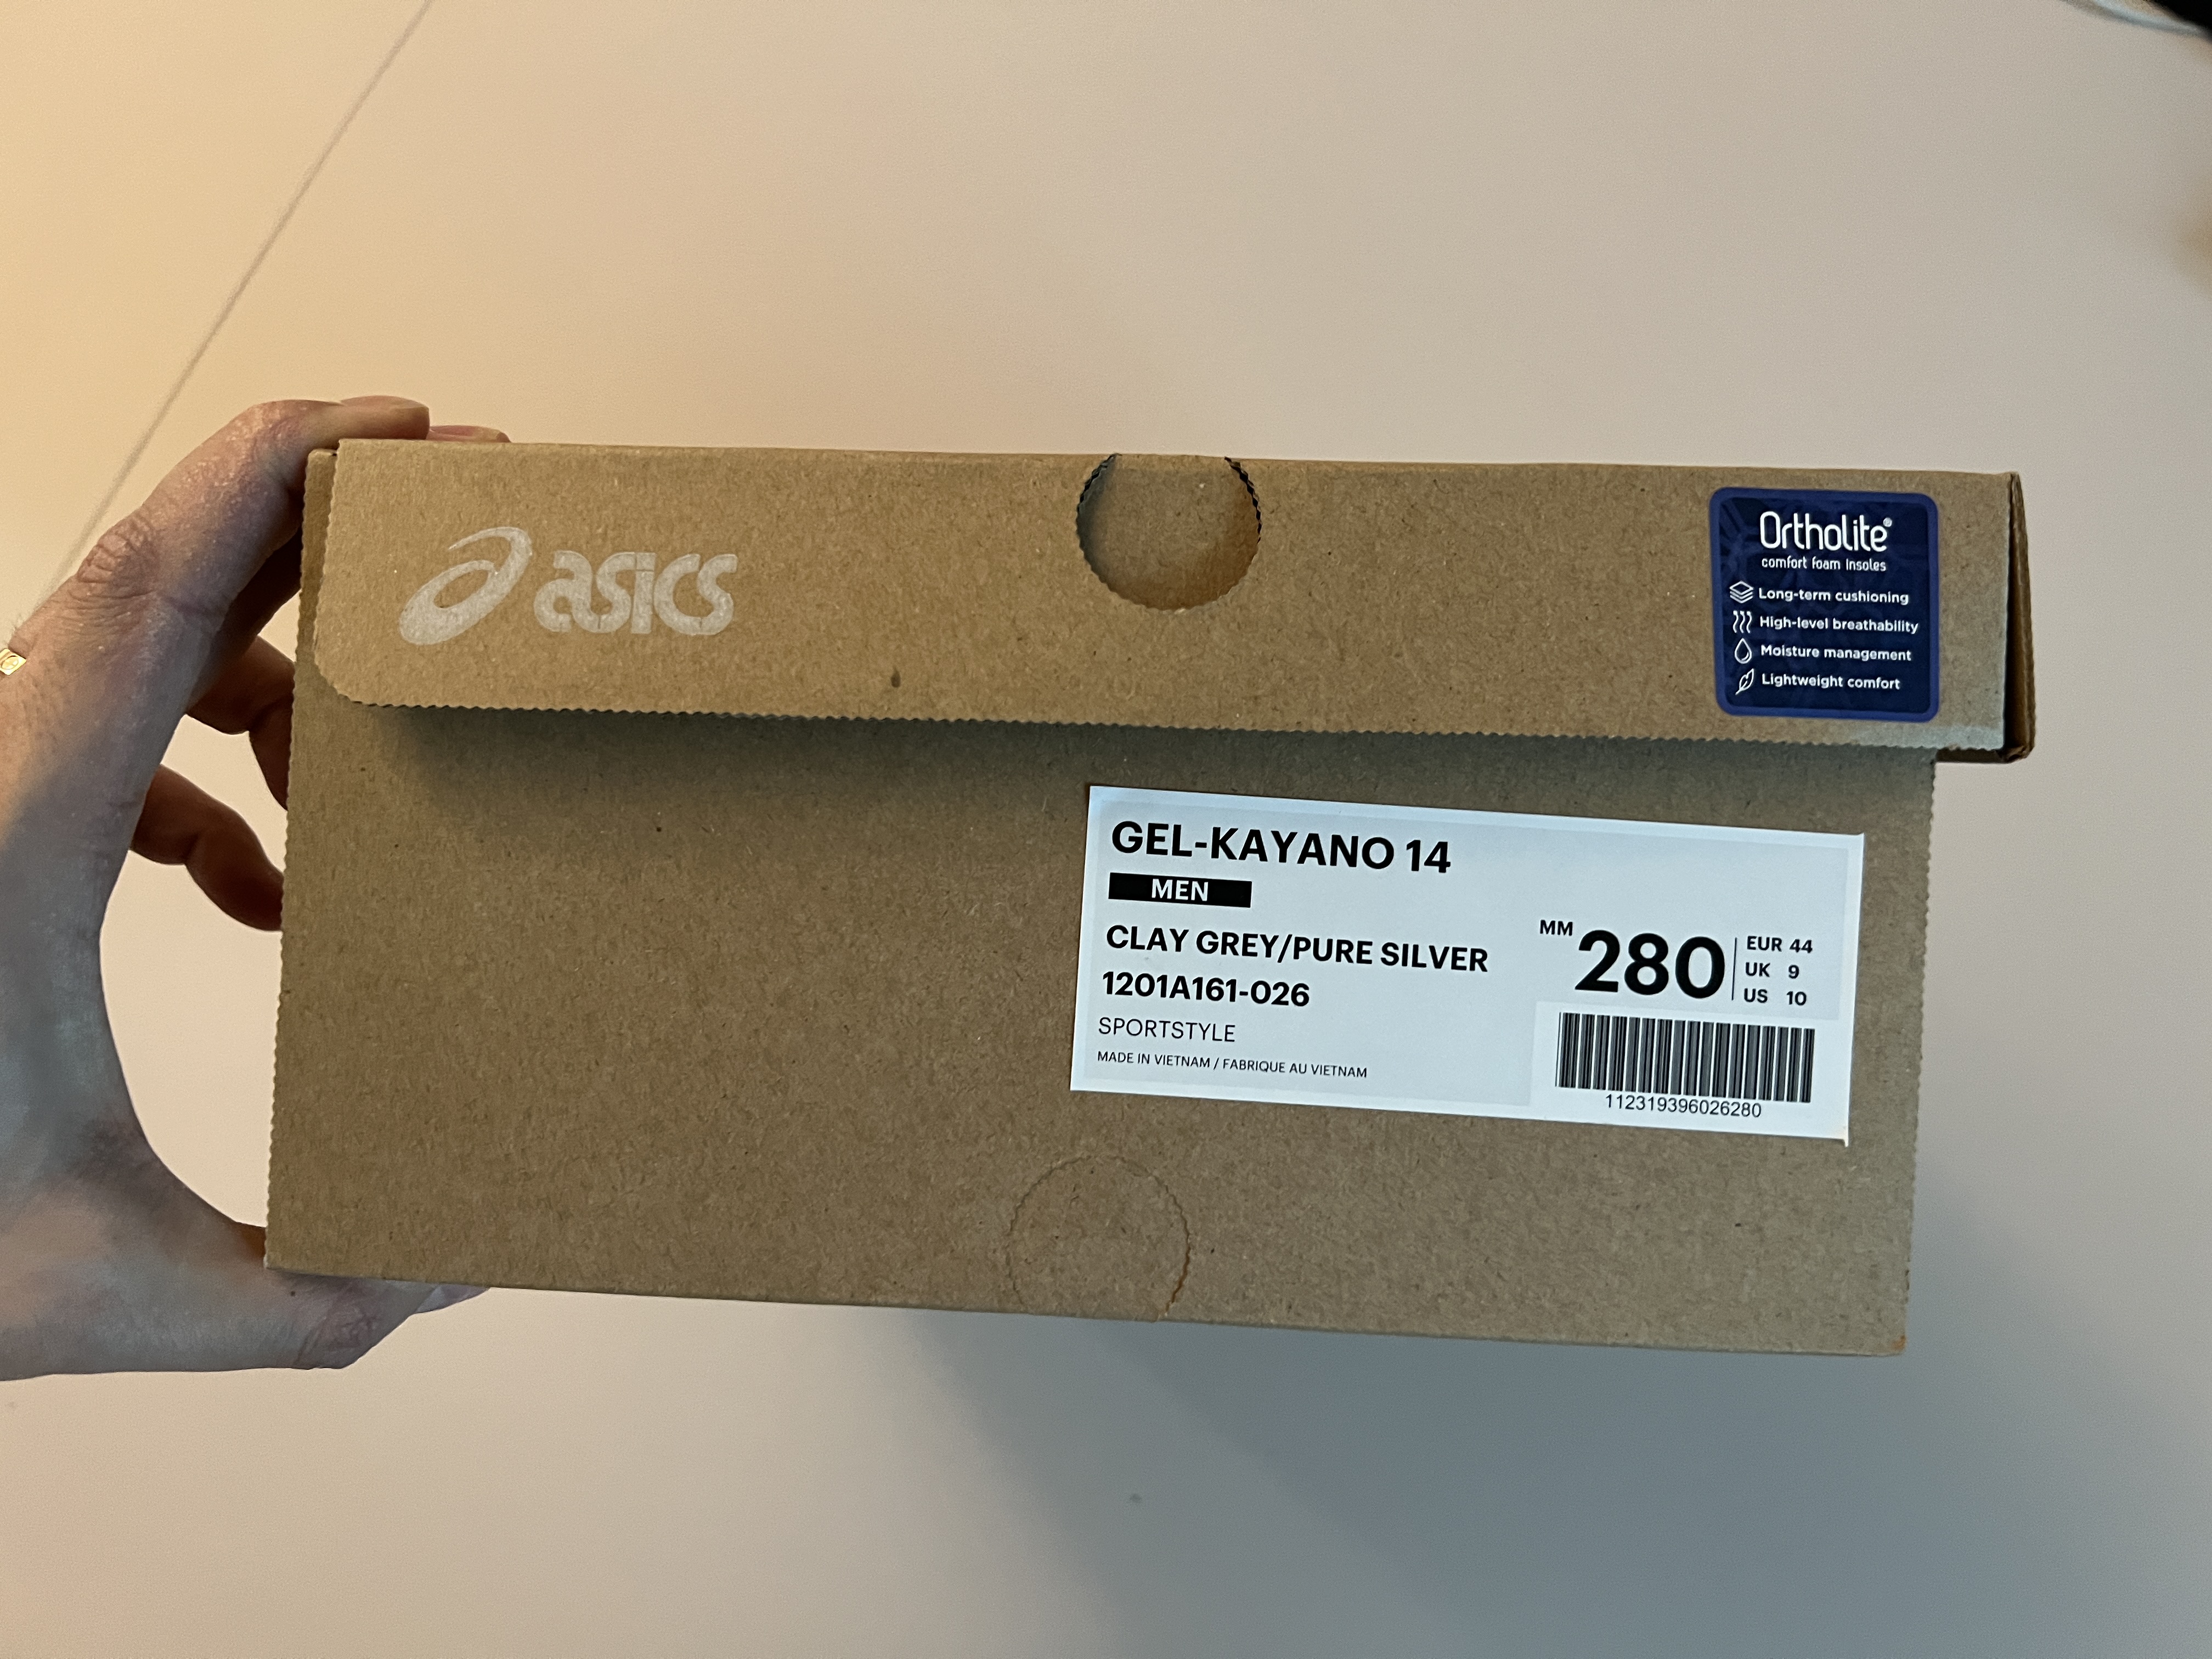 asics
Ortholite®
comfort foam insoles
Long-term cushioning
High-level breathability
Moisture management
Lightweight comfort
GEL-KAYANO 14
MEN
CLAY GREY/PURE SILVER
1201A161-026
SPORTSTYLE
MADE IN VIETNAM / FABRIQUE AU VIETNAM
MM 280
EUR 44
UK 9
US 10
112319396026280